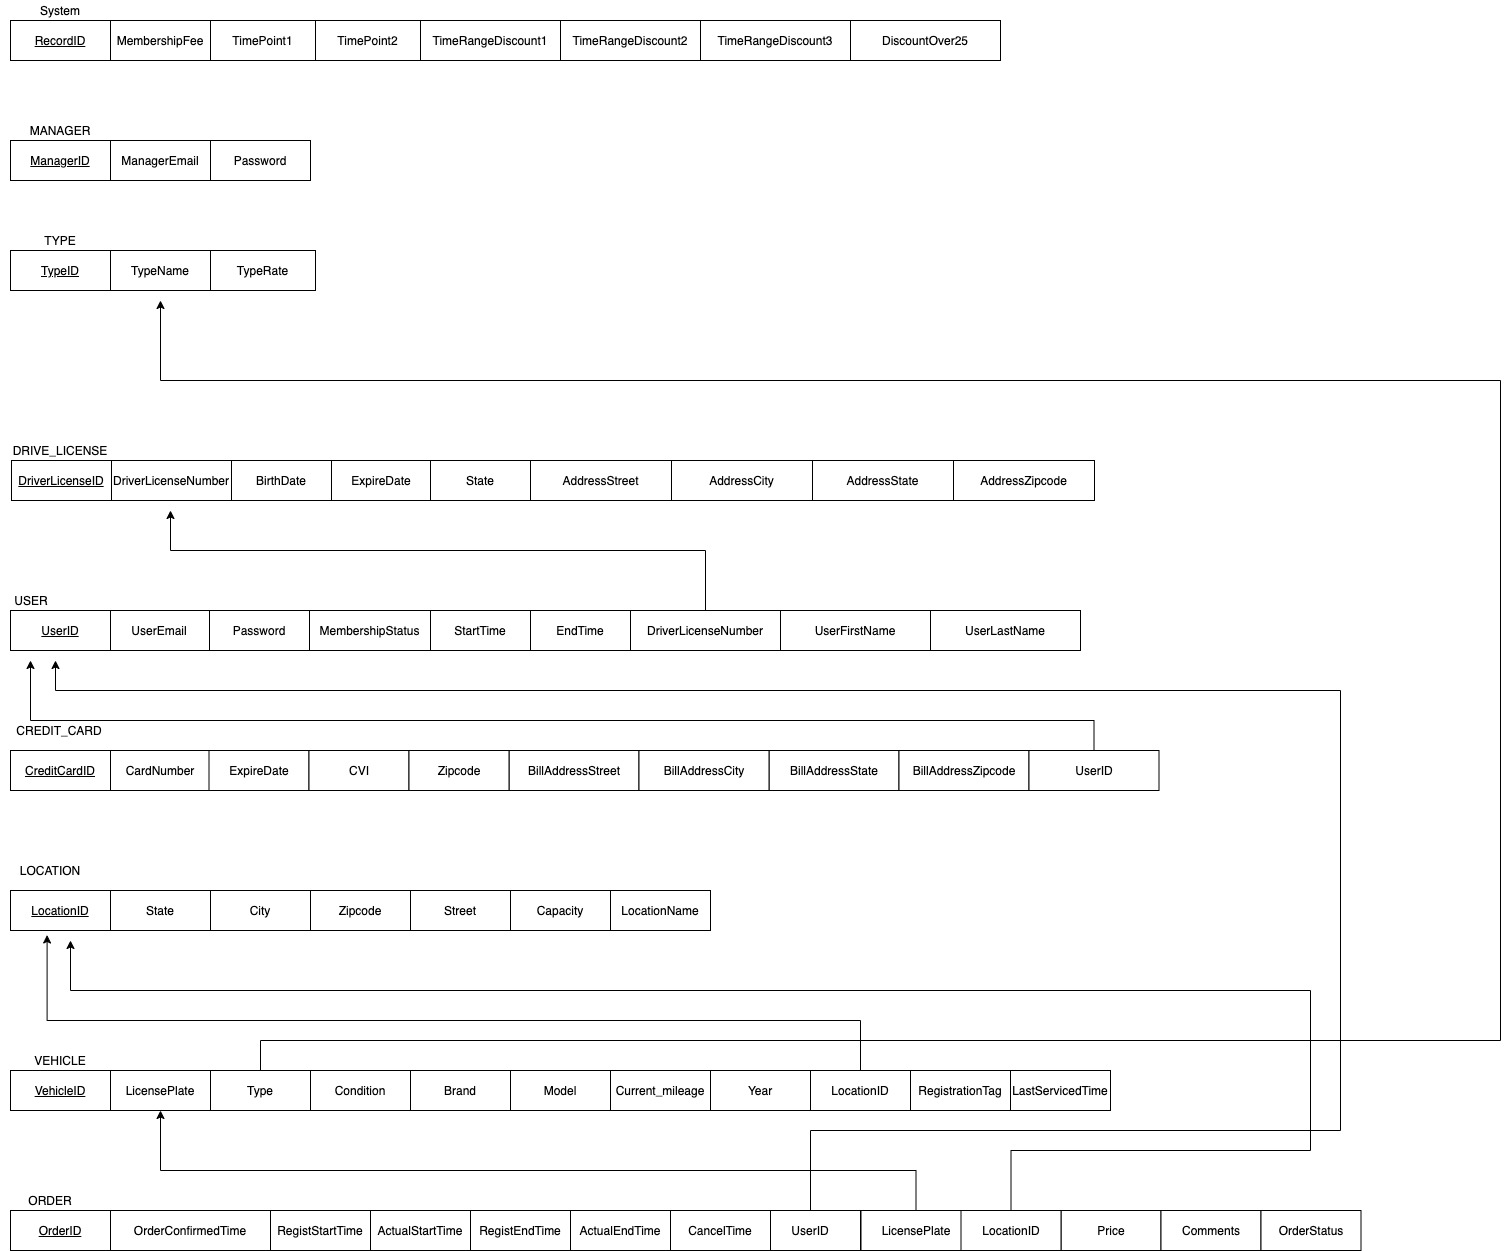 System
RecordID MembershipFee TimePoint1 TimePoint2 TimeRangeDiscount1 TimeRangeDiscount2 TimeRangeDiscount3 DiscountOver25
MANAGER
ManagerID ManagerEmail Password
TYPE
TypeID TypeName TypeRate
DRIVE_LICENSE
DriverLicenseID DriverLicenseNumber BirthDate ExpireDate State AddressStreet AddressCity AddressState AddressZipcode
USER
UserID UserEmail Password MembershipStatus StartTime EndTime DriverLicenseNumber UserFirstName UserLastName
CREDIT_CARD
CreditCardID CardNumber ExpireDate CVI Zipcode BillAddressStreet BillAddressCity BillAddressState BillAddressZipcode UserID
LOCATION
LocationID State City Zipcode Street Capacity LocationName
VEHICLE
VehicleID LicensePlate Type Condition Brand Model Current_mileage Year LocationID RegistrationTag LastServicedTime
ORDER
OrderID OrderConfirmedTime RegistStartTime ActualStartTime RegistEndTime ActualEndTime CancelTime UserID LicensePlate LocationID Price Comments OrderStatus